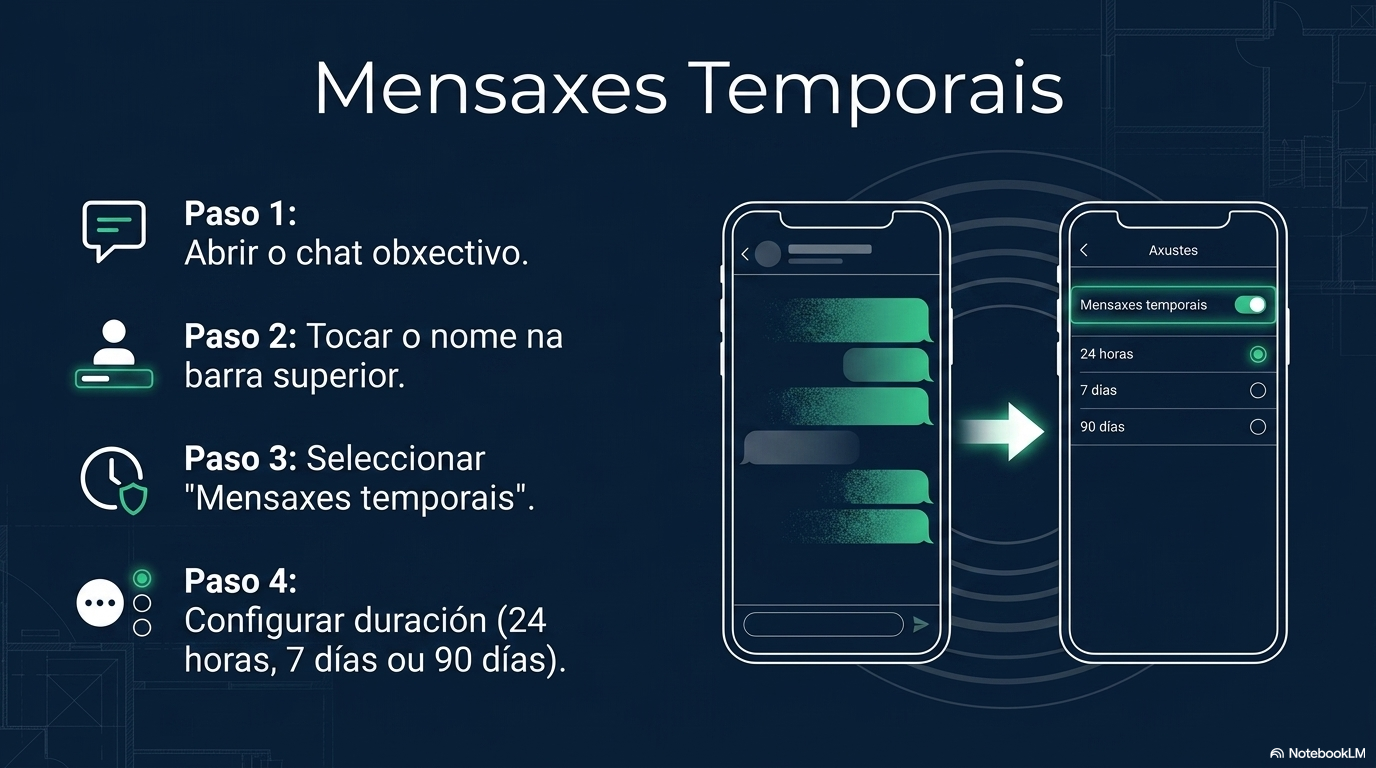 Mensaxes Temporais
Paso 1:
Abrir o chat obxectivo.
Paso 2: Tocar o nome na
barra superior.
Paso 3: Seleccionar
"Mensaxes temporais".
Paso 4:
Configurar duración (24
horas, 7 días ou 90 días).
Axustes
Mensaxes temporais
24 horas
7 días
90 días
NotebookLM